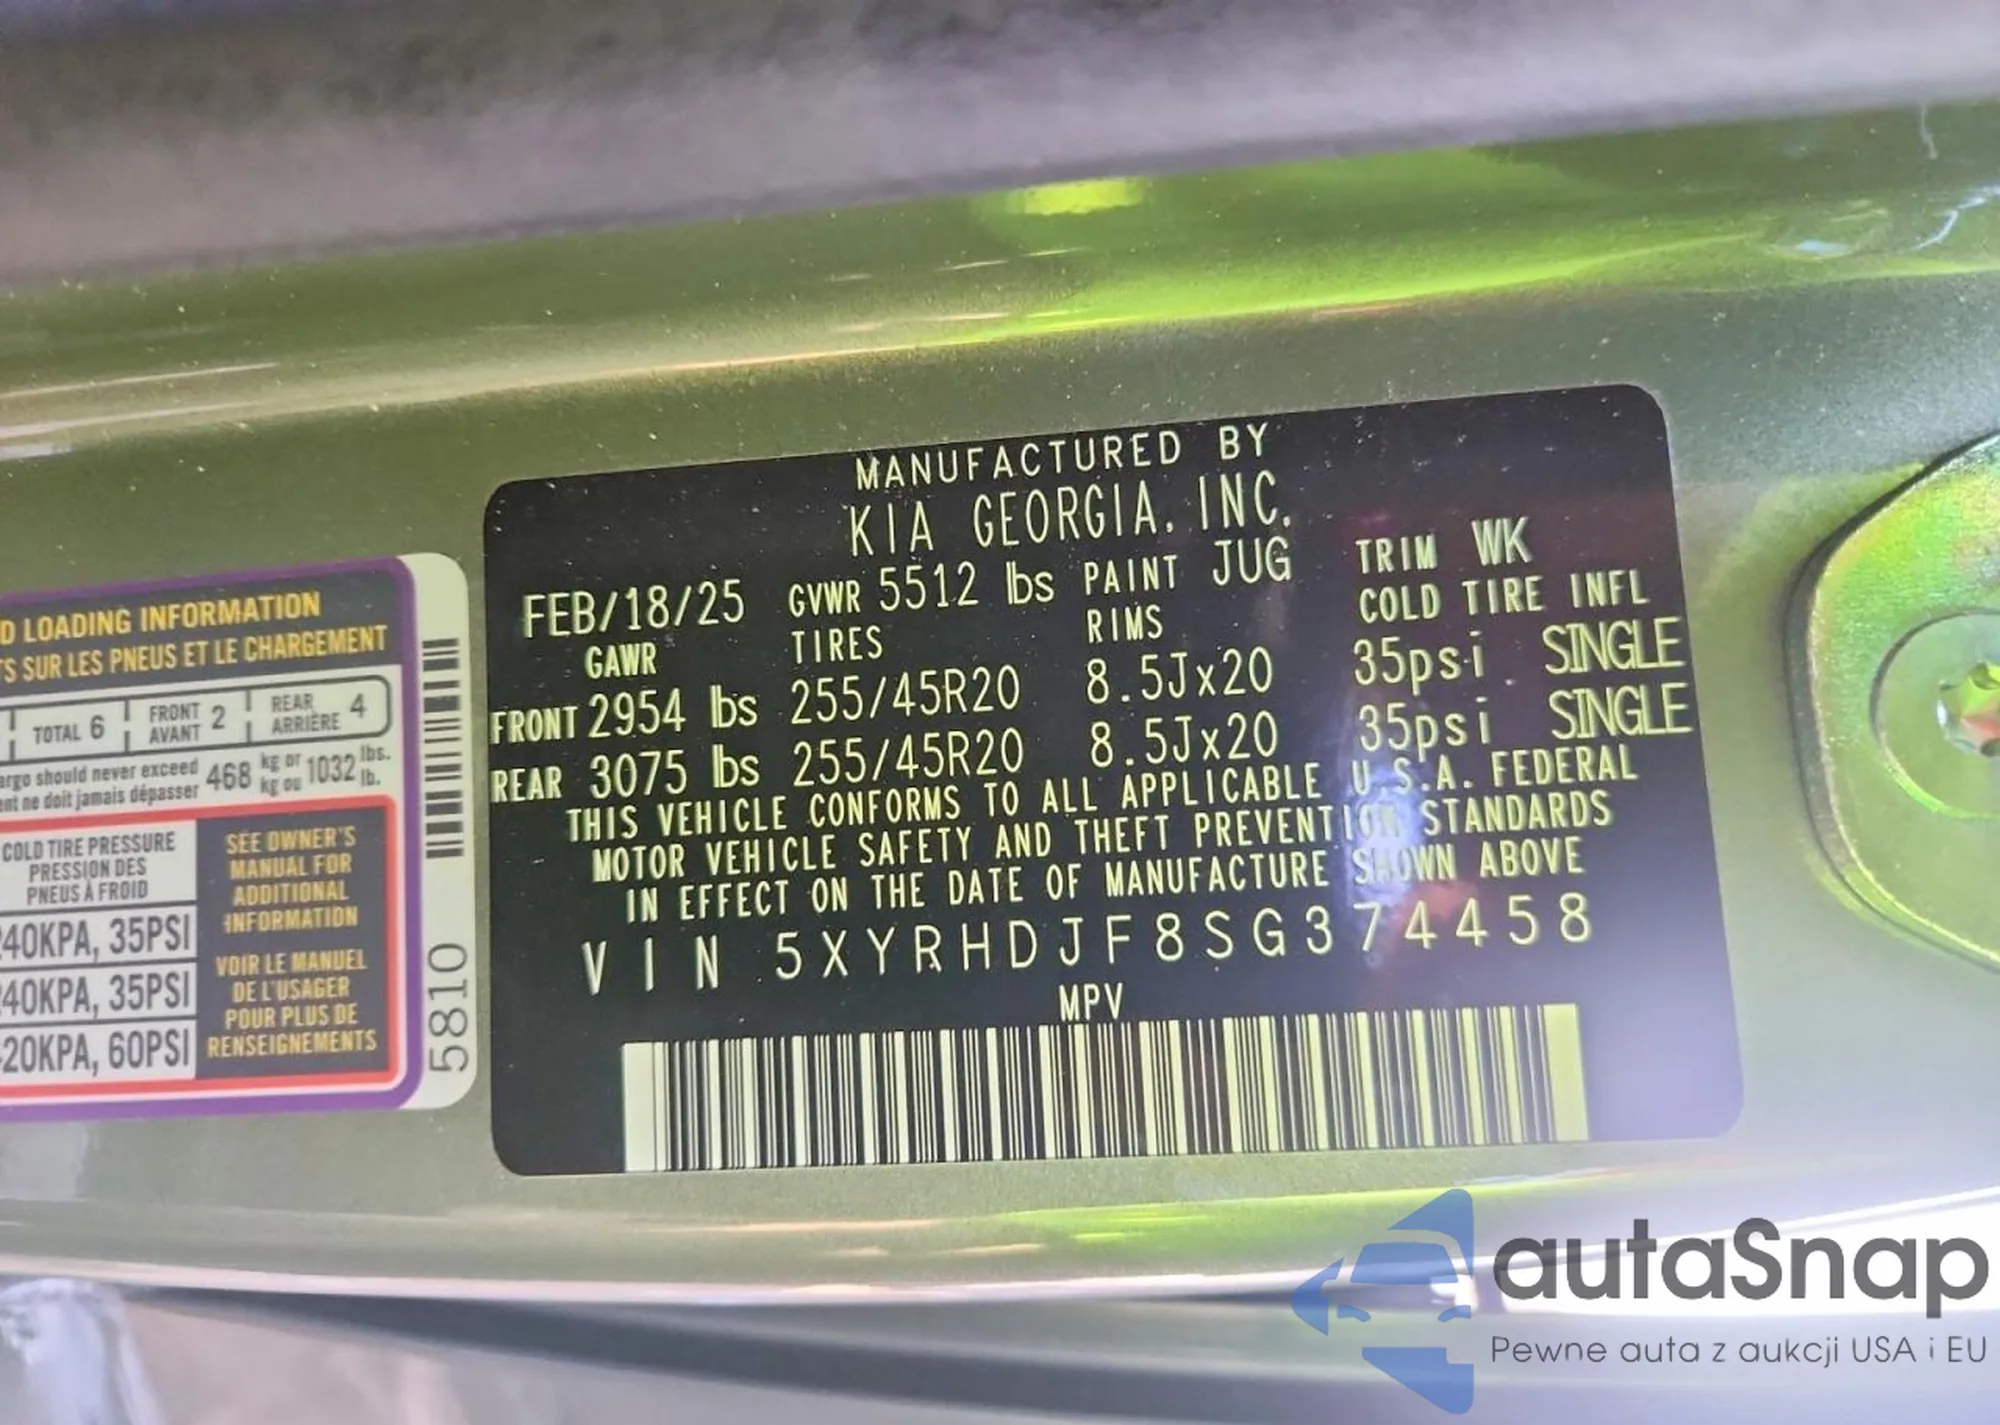 D LOADING INFORMATION
TS SUR LES PNEUS ET LE CHARGEMENT
TOTAL 6
FRONT AVANT 2
REAR ARRIÈRE 4
argo should never exceed
ent ne doit jamais dépasser
468 kg or kg ou 1032 lbs. lb.
COLD TIRE PRESSURE
PRESSION DES
PNEUS À FROID
240KPA, 35PSI
240KPA, 35PSI
420KPA, 60PSI
SEE OWNER'S
MANUAL FOR
ADDITIONAL
INFORMATION
VOIR LE MANUEL
DE L'USAGER
POUR PLUS DE
RENSEIGNEMENTS
5810
MANUFACTURED BY
KIA GEORGIA, INC.
FEB/18/25 GVWR 5512 lbs PAINT JUG TRIM WK
GAWR TIRES RIMS COLD TIRE INFL
FRONT 2954 lbs 255/45R20 8.5Jx20 35psi SINGLE
REAR 3075 lbs 255/45R20 8.5Jx20 35psi SINGLE
THIS VEHICLE CONFORMS TO ALL APPLICABLE U.S.A. FEDERAL
MOTOR VEHICLE SAFETY AND THEFT PREVENTION STANDARDS
IN EFFECT ON THE DATE OF MANUFACTURE SHOWN ABOVE
VIN 5XYRHDJF8SG374458
MPV
autaSnap
Pewne auta z aukcji USA i EU